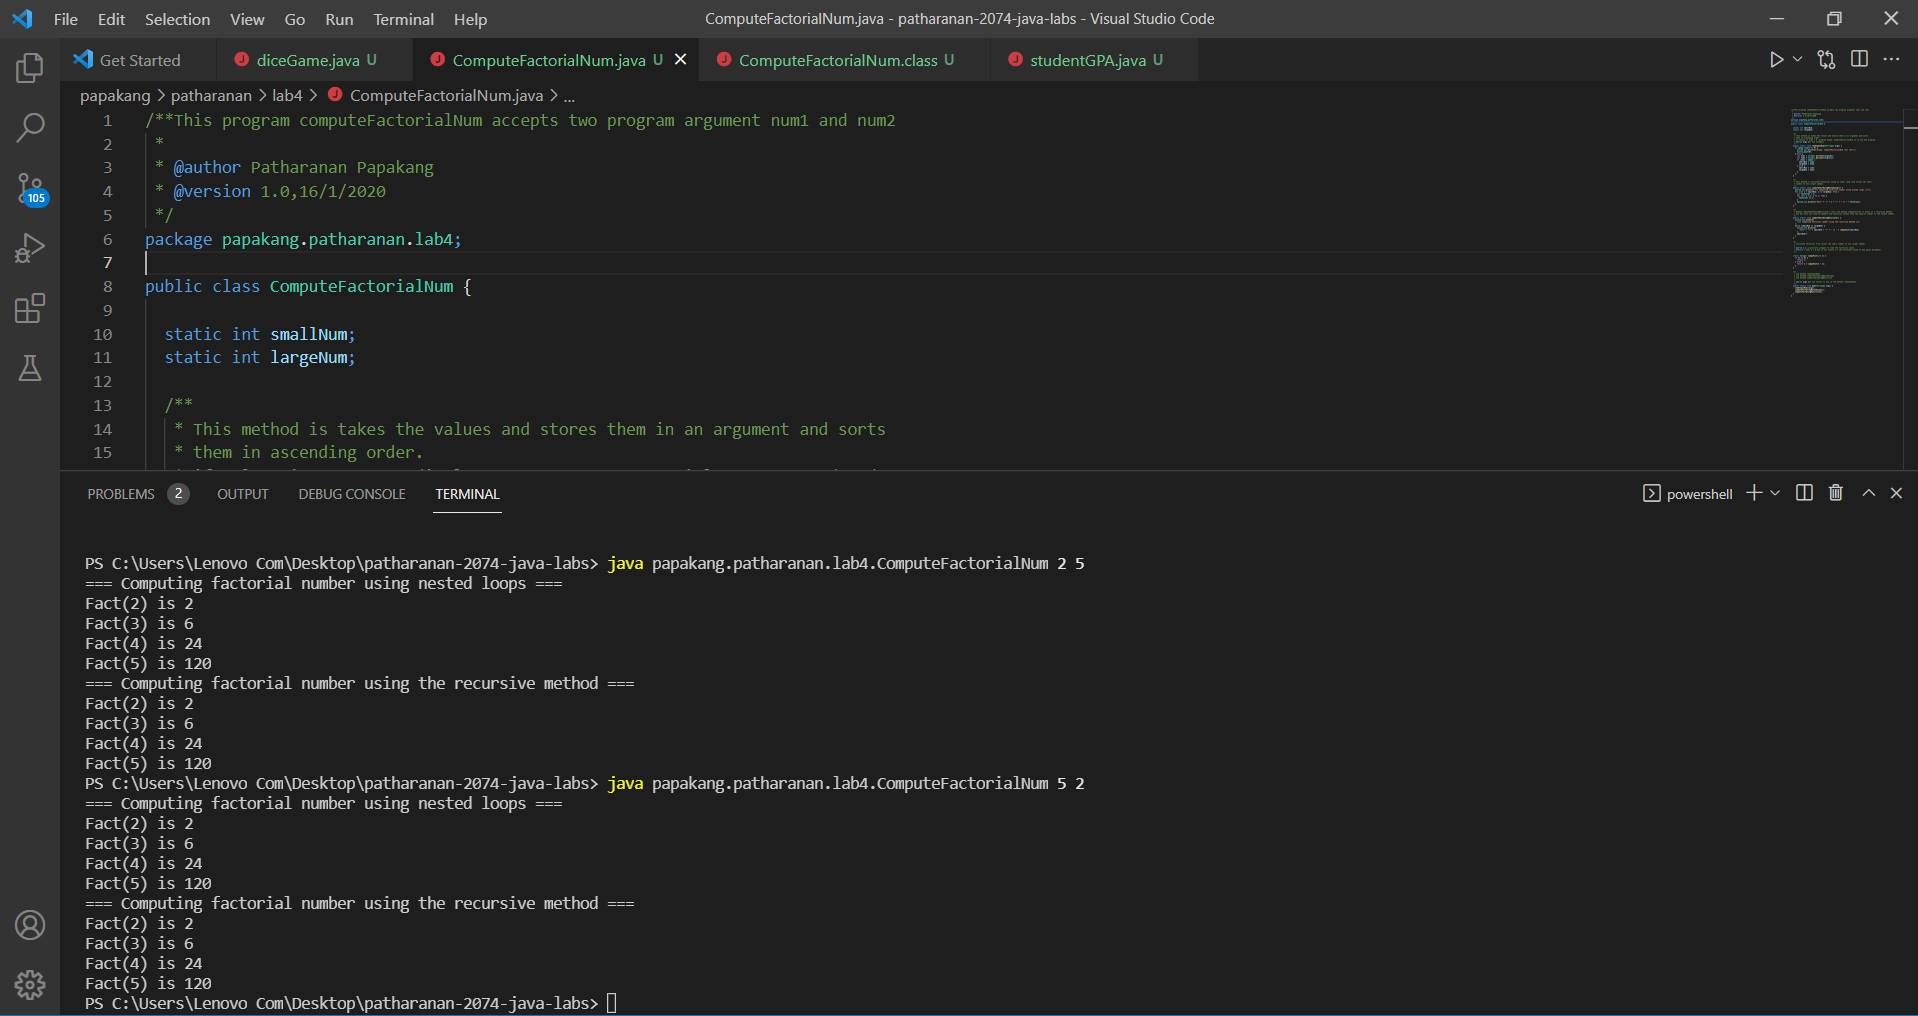 File Edit Selection View Go Run Terminal Help ComputeFactorialNum.java - patharanan-2074-java-labs - Visual Studio Code
Get Started diceGame.java U ComputeFactorialNum.java U ComputeFactorialNum.class U studentGPA.java U
papakang > patharanan > lab4 > ComputeFactorialNum.java > ...
1 /**This program computeFactorialNum accepts two program argument num1 and num2
2 *
3 * @author Patharanan Papakang
4 * @version 1.0,16/1/2020
5 */
6 package papakang.patharanan.lab4;
7
8 public class ComputeFactorialNum {
9
10 static int smallNum;
11 static int largeNum;
12
13 /**
14 * This method is takes the values and stores them in an argument and sorts
15 * them in ascending order.
105
PROBLEMS 2 OUTPUT DEBUG CONSOLE TERMINAL powershell
PS C:\Users\Lenovo Com\Desktop\patharanan-2074-java-labs> java papakang.patharanan.lab4.ComputeFactorialNum 2 5
=== Computing factorial number using nested loops ===
Fact(2) is 2
Fact(3) is 6
Fact(4) is 24
Fact(5) is 120
=== Computing factorial number using the recursive method ===
Fact(2) is 2
Fact(3) is 6
Fact(4) is 24
Fact(5) is 120
PS C:\Users\Lenovo Com\Desktop\patharanan-2074-java-labs> java papakang.patharanan.lab4.ComputeFactorialNum 5 2
=== Computing factorial number using nested loops ===
Fact(2) is 2
Fact(3) is 6
Fact(4) is 24
Fact(5) is 120
=== Computing factorial number using the recursive method ===
Fact(2) is 2
Fact(3) is 6
Fact(4) is 24
Fact(5) is 120
PS C:\Users\Lenovo Com\Desktop\patharanan-2074-java-labs>